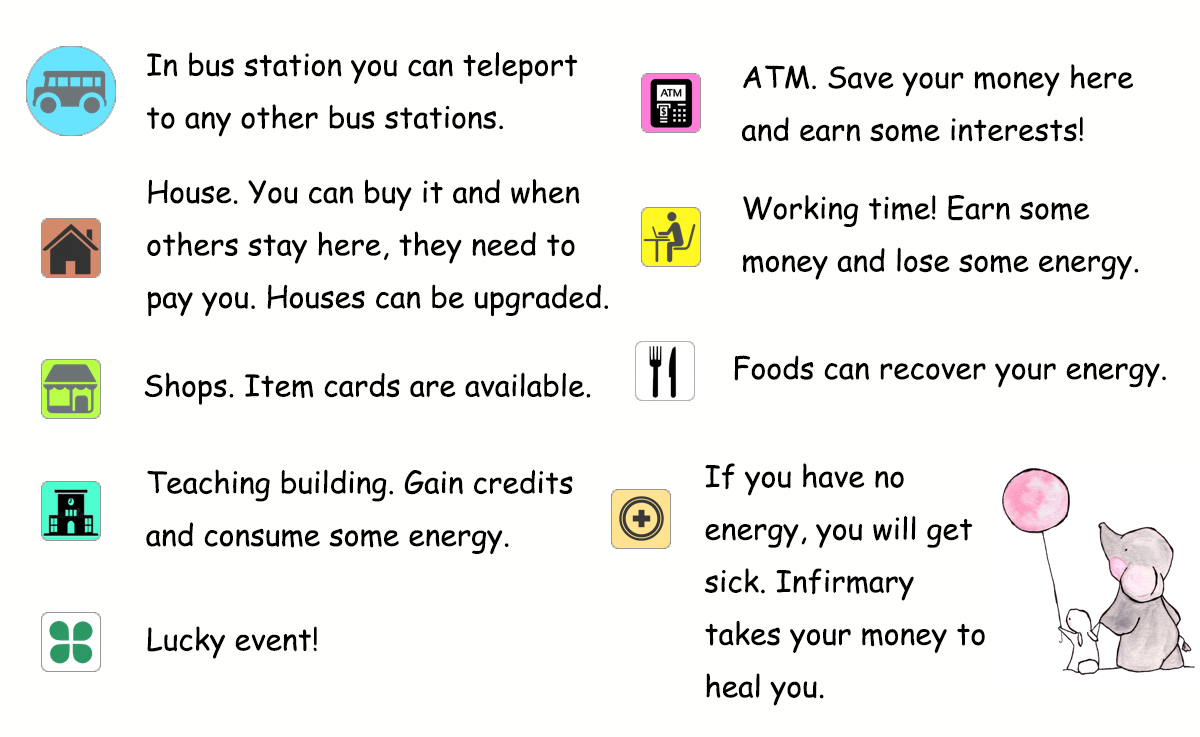 In bus station you can teleport
to any other bus stations.
House. You can buy it and when
others stay here, they need to
pay you. Houses can be upgraded.
Shops. Item cards are available.
Teaching building. Gain credits
and consume some energy.
Lucky event!
ATM
$
ATM. Save your money here
and earn some interests!
Working time! Earn some
money and lose some energy.
Foods can recover your energy.
If you have no
energy, you will get
sick. Infirmary
takes your money to
heal you.